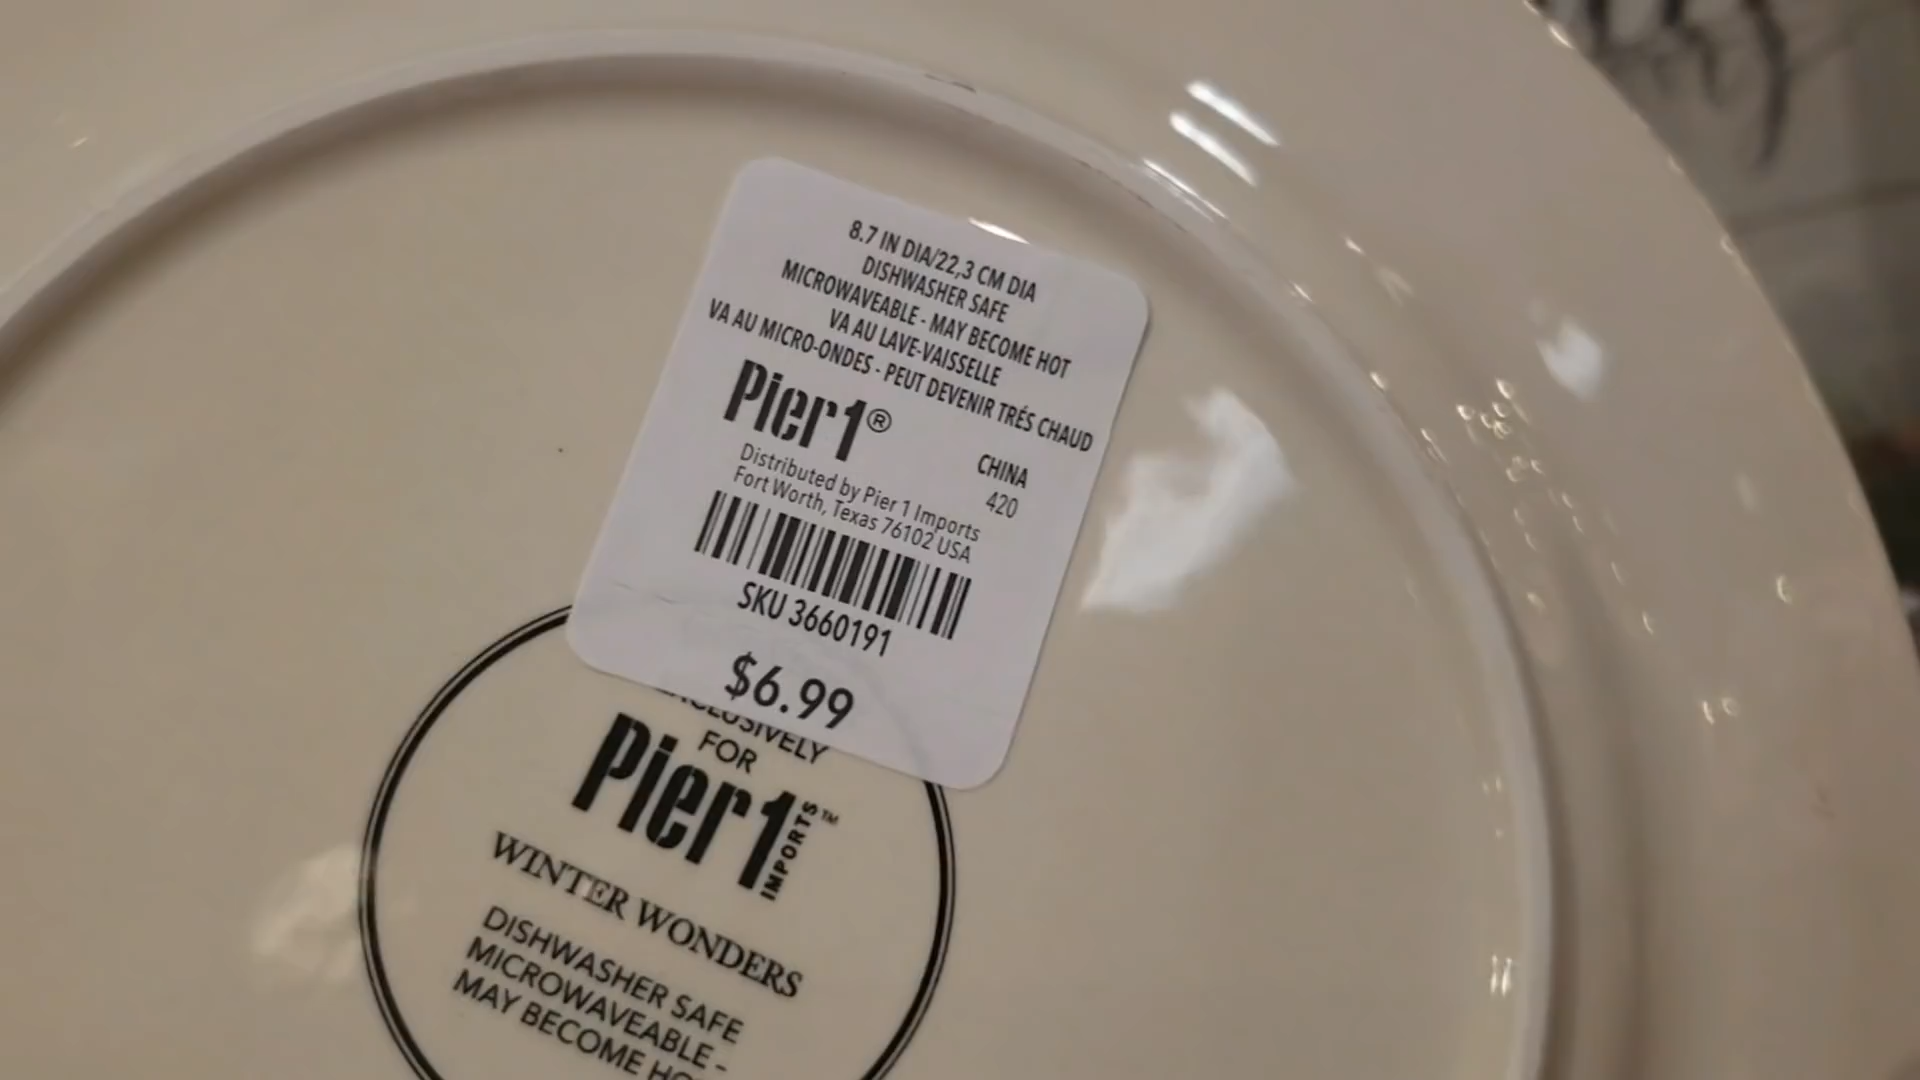 8.7 IN DIA/22,3 CM DIA
DISHWASHER SAFE
MICROWAVEABLE - MAY BECOME HOT
VA AU LAVE-VAISSELLE
VA AU MICRO-ONDES - PEUT DEVENIR TRÉS CHAUD
Pier1®
CHINA
420
Distributed by Pier 1 Imports
Fort Worth, Texas 76102 USA
SKU 3660191
$6.99
FOR
Pier1 IMPORTS™
WINTER WONDERS
DISHWASHER SAFE
MICROWAVEABLE -
MAY BECOME